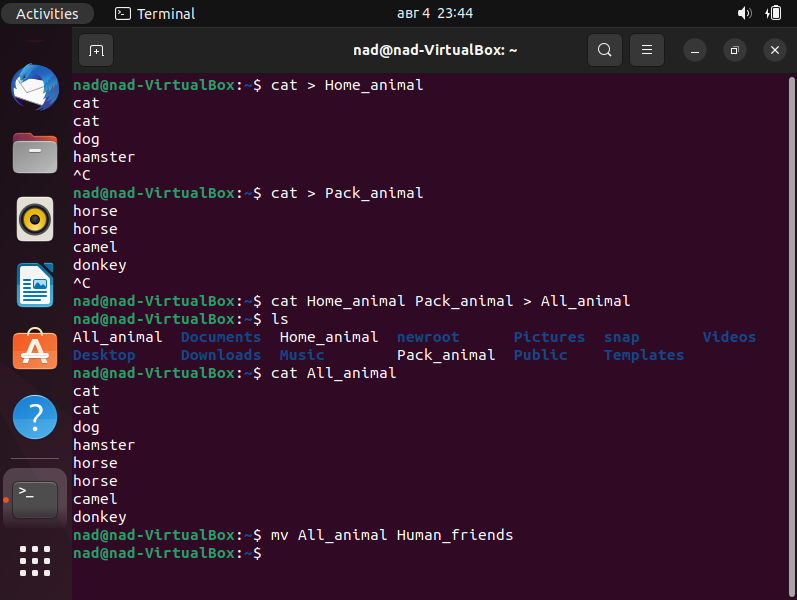 Activities Terminal авг 4 23:44
nad@nad-VirtualBox: ~
nad@nad-VirtualBox:~$ cat > Home_animal
cat
cat
dog
hamster
^C
nad@nad-VirtualBox:~$ cat > Pack_animal
horse
horse
camel
donkey
^C
nad@nad-VirtualBox:~$ cat Home_animal Pack_animal > All_animal
nad@nad-VirtualBox:~$ ls
All_animal Documents Home_animal newroot Pictures snap Videos
Desktop Downloads Music Pack_animal Public Templates
nad@nad-VirtualBox:~$ cat All_animal
cat
cat
dog
hamster
horse
horse
camel
donkey
nad@nad-VirtualBox:~$ mv All_animal Human_friends
nad@nad-VirtualBox:~$